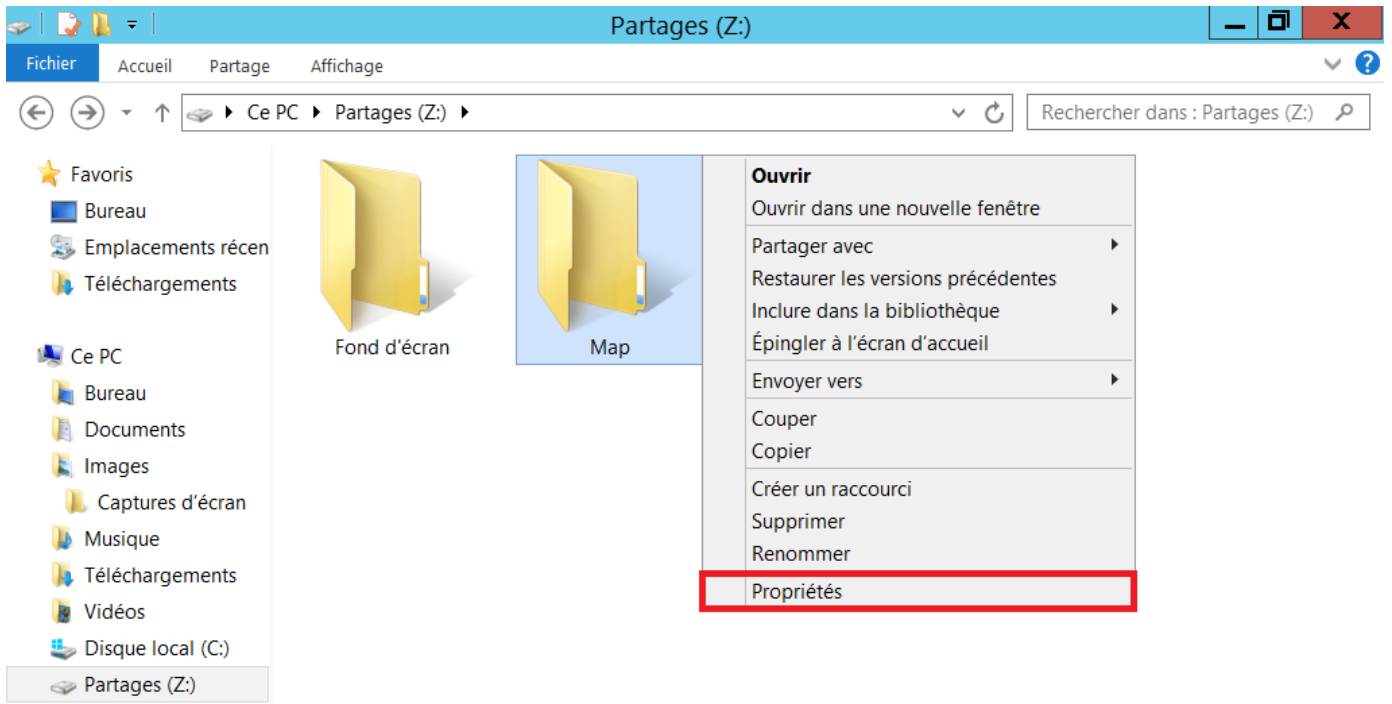 Partages (Z:)
Fichier Accueil Partage Affichage
Ce PC Partages (Z:) Rechercher dans : Partages (Z:)
Favoris
Bureau
Emplacements récen
Téléchargements
Ce PC
Bureau
Documents
Images
Captures d'écran
Musique
Téléchargements
Vidéos
Disque local (C:)
Partages (Z:)
Fond d'écran
Map
Ouvrir
Ouvrir dans une nouvelle fenêtre
Partager avec
Restaurer les versions précédentes
Inclure dans la bibliothèque
Épingler à l'écran d'accueil
Envoyer vers
Couper
Copier
Créer un raccourci
Supprimer
Renommer
Propriétés